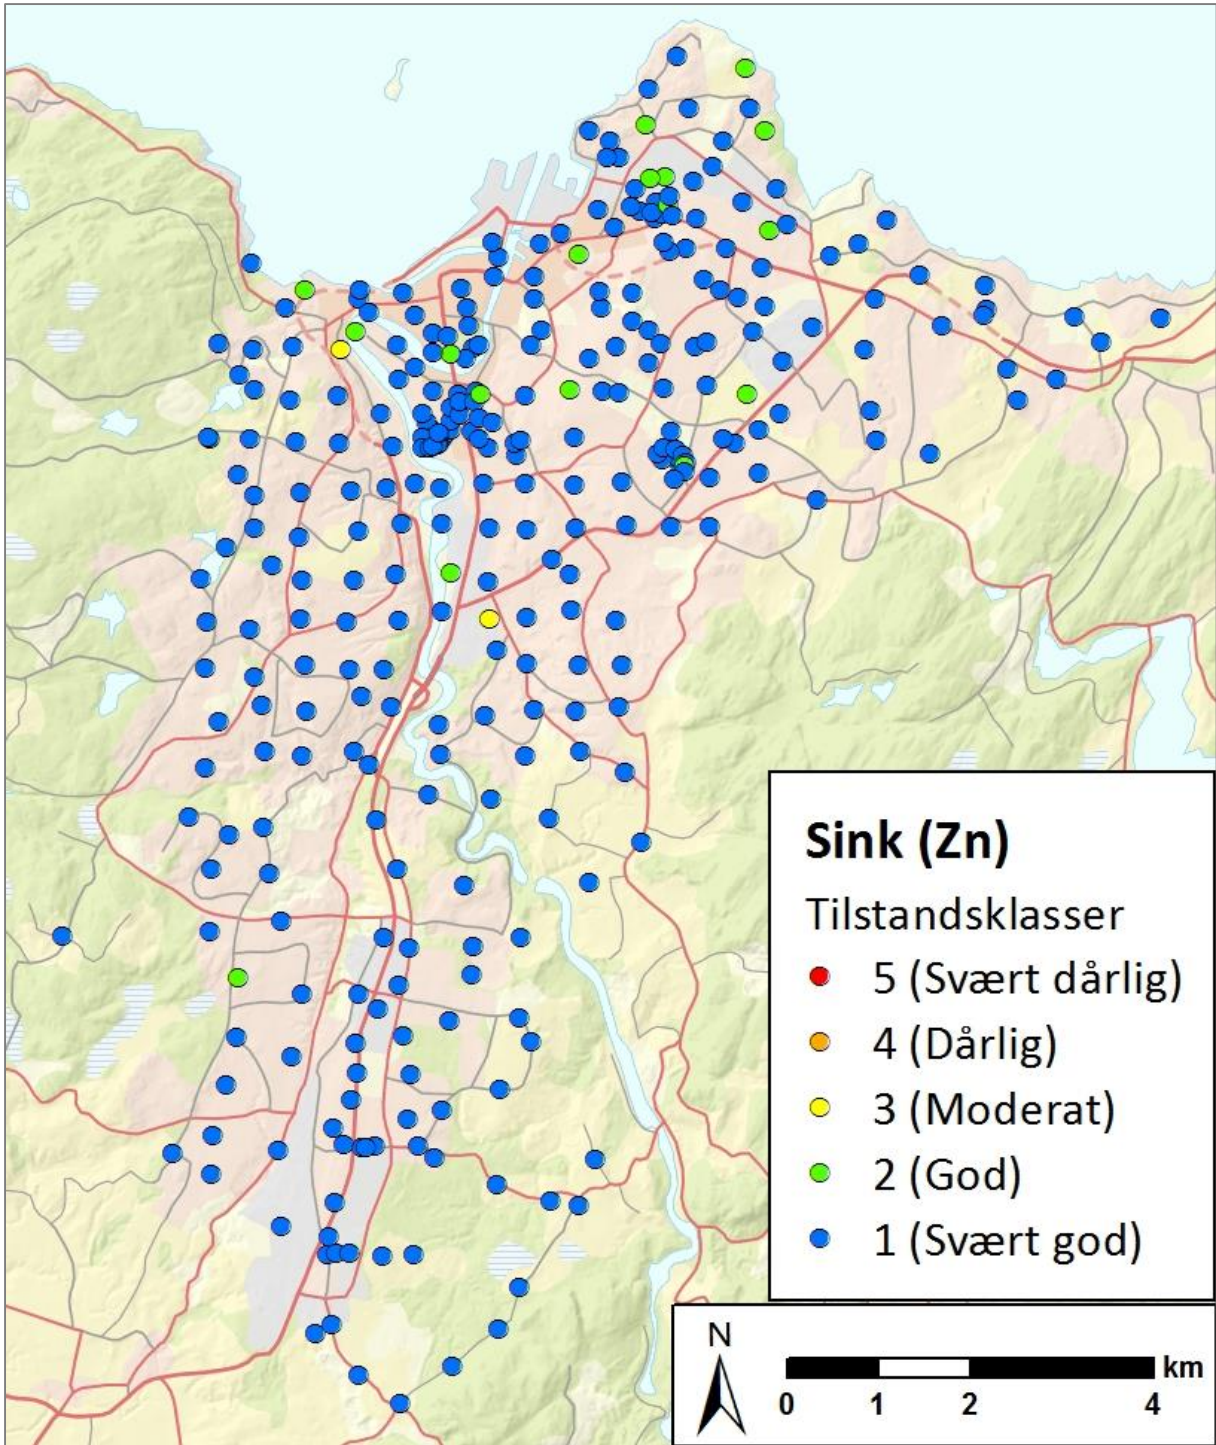 Sink (Zn)
Tilstandsklasser
5 (Svært dårlig)
4 (Dårlig)
3 (Moderat)
2 (God)
1 (Svært god)
N
km
0 1 2 4